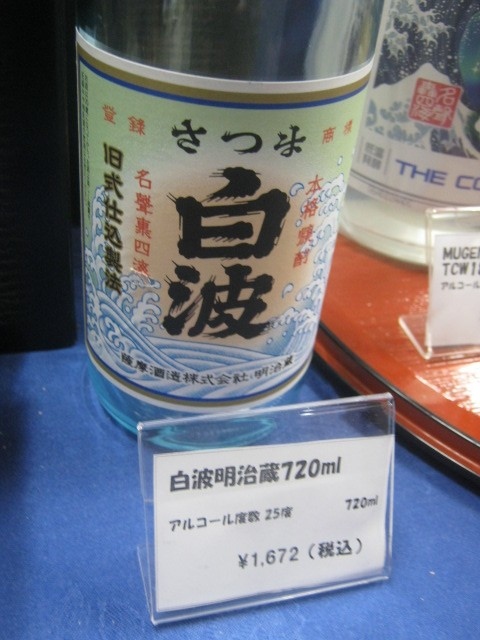 登録 さつま 商標
本格焼酎
白波
名聲轟四海
旧式仕込製法
薩摩酒造株式会社・明治蔵
THE CO
MUGEN
TCW18
アルコール
白波明治蔵720ml
アルコール度数 25度 720ml
¥1,672(税込)